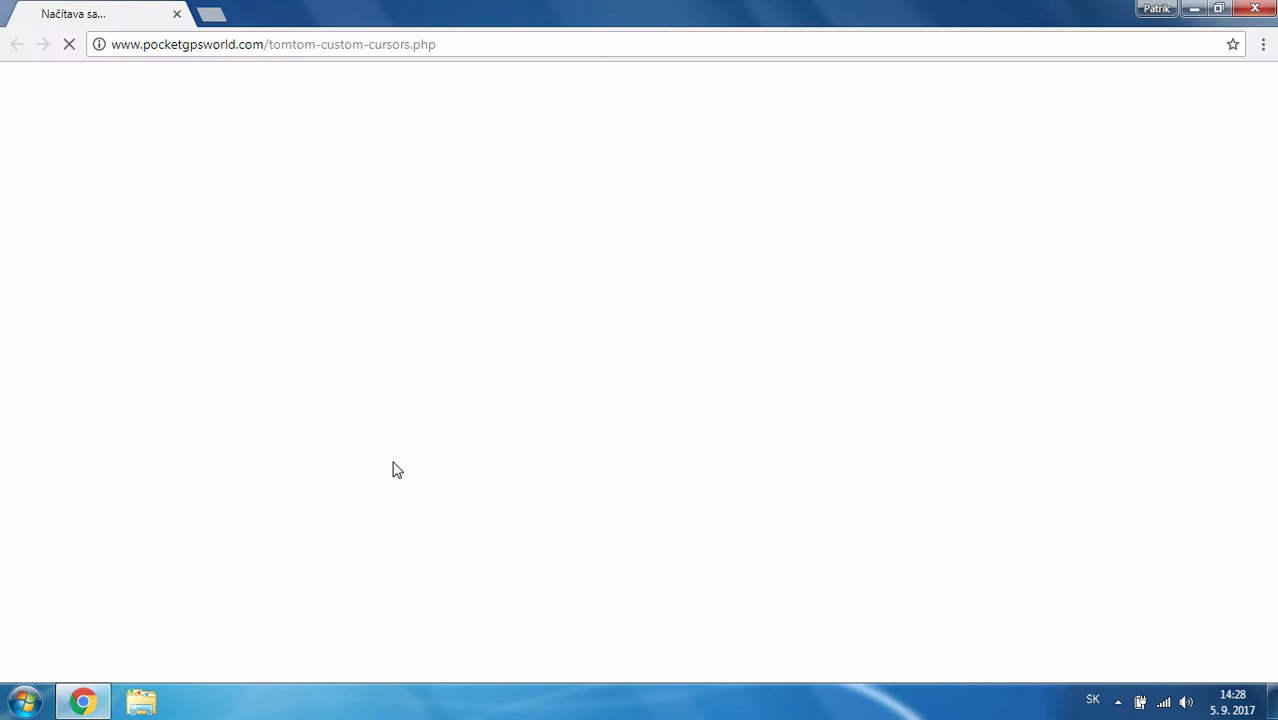 Načítava sa...
Patrik
www.pocketgpsworld.com/tomtom-custom-cursors.php
SK
14:28
5. 9. 2017